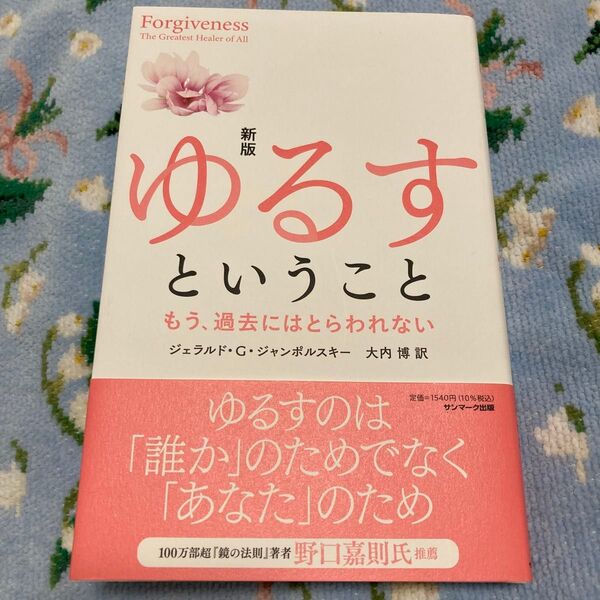 Forgiveness
The Greatest Healer of All
新版
ゆるす
ということ
もう、過去にはとらわれない
ジェラルド・G・ジャンポルスキー 大内 博 訳
定価=1540円(10%税込)
サンマーク出版
ゆるすのは
「誰か」のためでなく
「あなた」のため
100万部超『鏡の法則』著者 野口嘉則氏 推薦